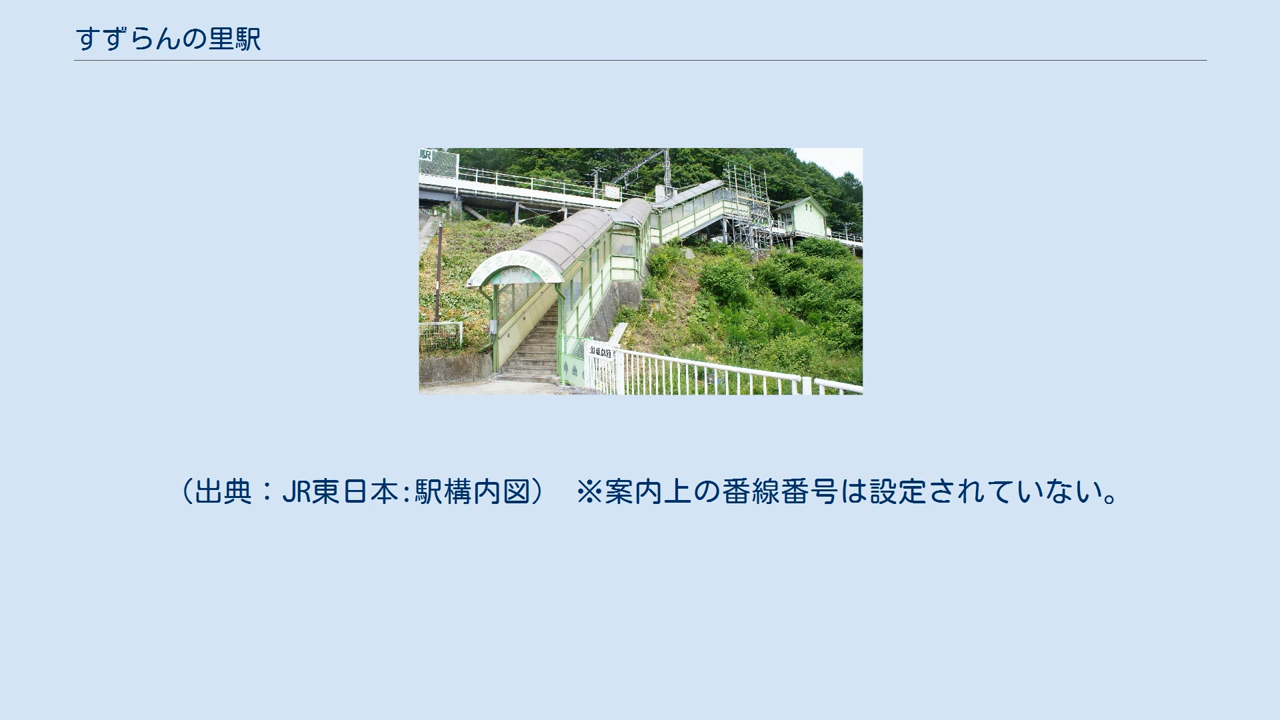 すずらんの里駅
駅
（出典：JR東日本:駅構内図）　※案内上の番線番号は設定されていない。